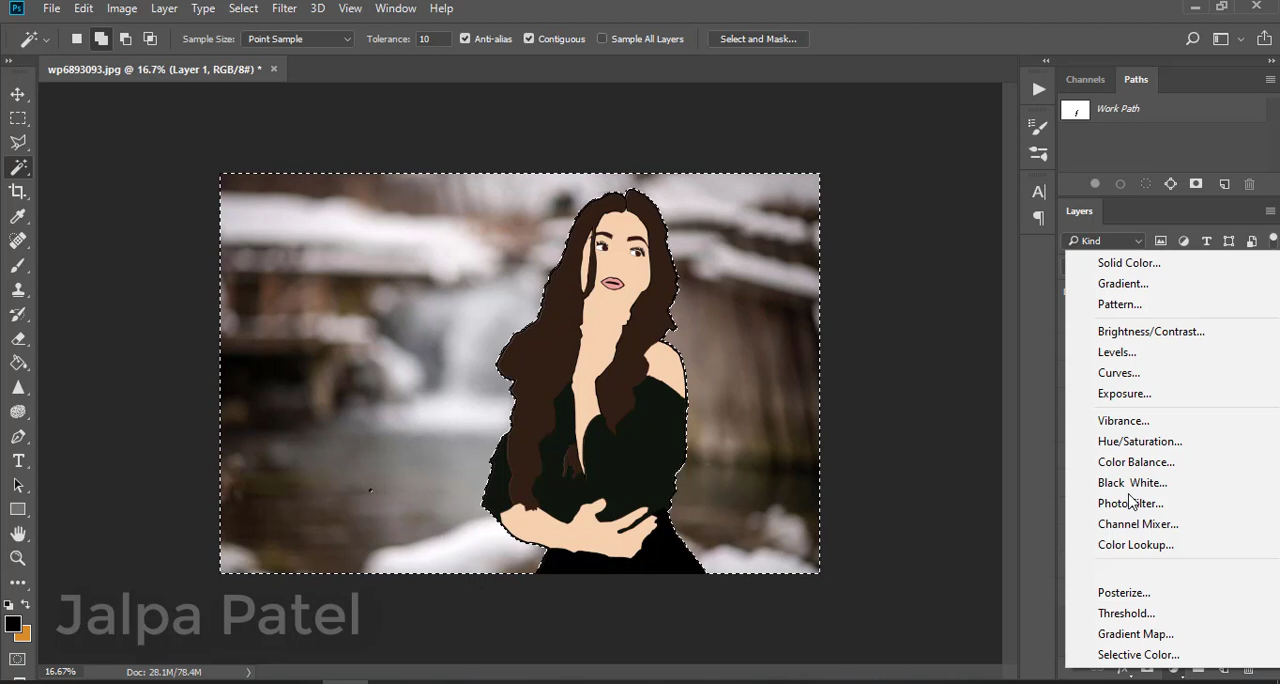 Ps File Edit Image Layer Type Select Filter 3D View Window Help
Sample Size: Point Sample Tolerance: 10 Anti-alias Contiguous Sample All Layers Select and Mask...
wp6893093.jpg @ 16.7% (Layer 1, RGB/8#) *
Channels Paths
Work Path
Layers
Kind
Solid Color...
Gradient...
Pattern...
Brightness/Contrast...
Levels...
Curves...
Exposure...
Vibrance...
Hue/Saturation...
Color Balance...
Black White...
Channel Mixer...
Color Lookup...
Posterize...
Threshold...
Gradient Map...
Selective Color...
Jalpa Patel
16.67% Doc: 28.1M/78.4M